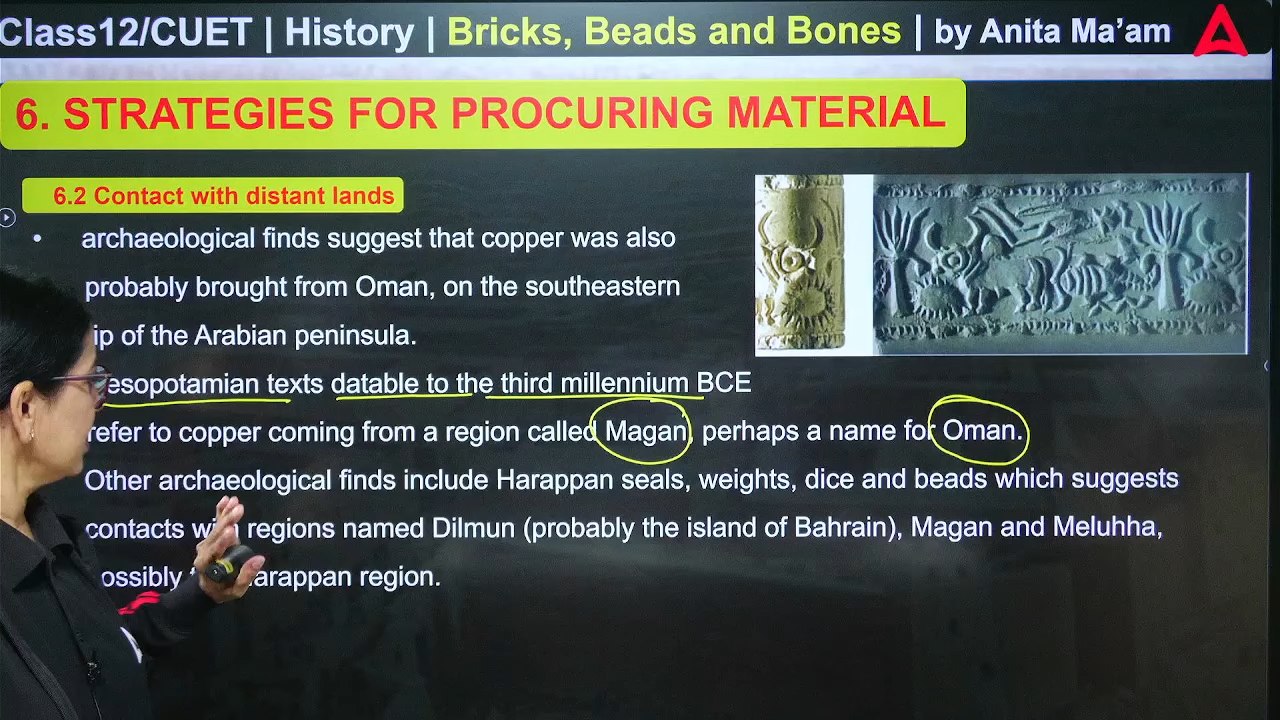 Class12/CUET | History | Bricks, Beads and Bones | by Anita Ma'am
6. STRATEGIES FOR PROCURING MATERIAL
6.2 Contact with distant lands
• archaeological finds suggest that copper was also
probably brought from Oman, on the southeastern
ip of the Arabian peninsula.
esopotamian texts datable to the third millennium BCE
refer to copper coming from a region called Magan, perhaps a name for Oman.
Other archaeological finds include Harappan seals, weights, dice and beads which suggests
contacts with regions named Dilmun (probably the island of Bahrain), Magan and Meluhha,
ossibly arappan region.